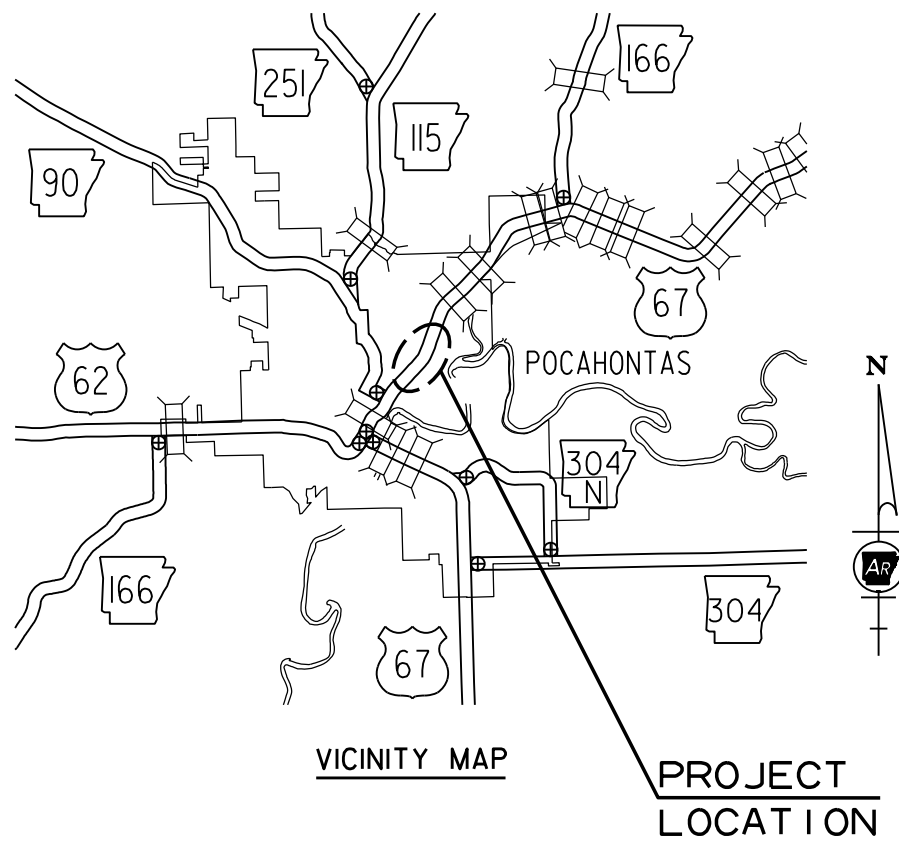 166
251
115
90
67
POCAHONTAS
62
N
304
N
AR
166
304
67
VICINITY MAP
PROJECT
LOCATION